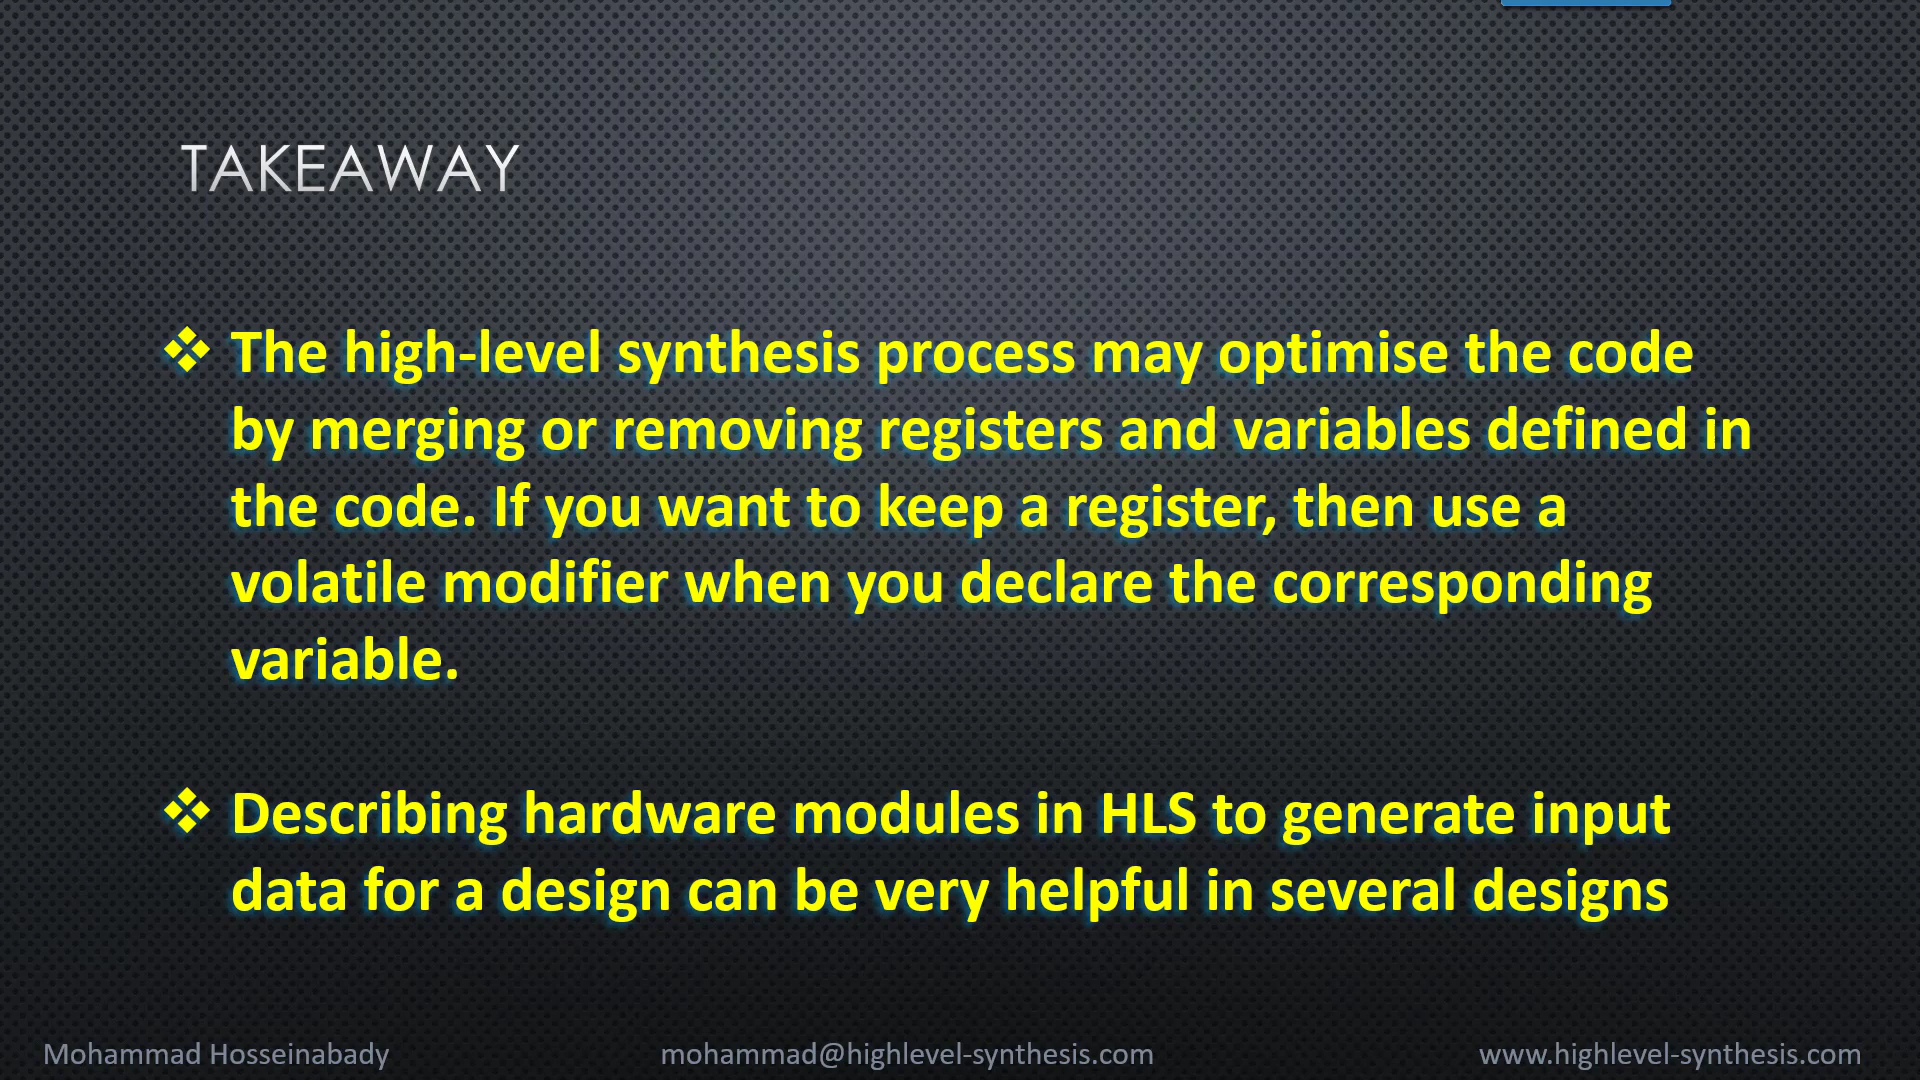 TAKEAWAY
❖ The high-level synthesis process may optimise the code
by merging or removing registers and variables defined in
the code. If you want to keep a register, then use a
volatile modifier when you declare the corresponding
variable.
❖ Describing hardware modules in HLS to generate input
data for a design can be very helpful in several designs
Mohammad Hosseinabady
mohammad@highlevel-synthesis.com
www.highlevel-synthesis.com